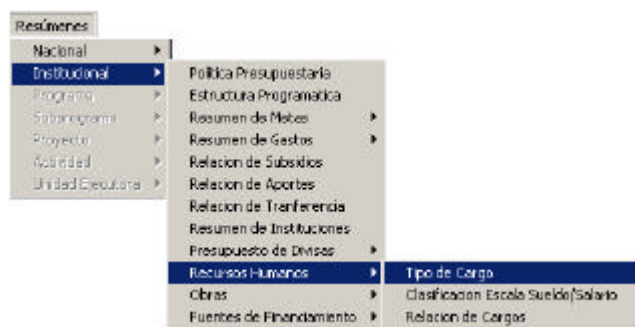 Resúmenes
Nacional
Institucional
Programa
Subprograma
Proyecto
Actividad
Unidad Ejecutora
Politica Presupuestaria
Estructura Programatica
Resumen de Metas
Resumen de Gastos
Relacion de Subsidios
Relacion de Aportes
Relacion de Tranferencia
Resumen de Instituciones
Presupuesto de Divisas
Recursos Humanos
Obras
Fuentes de Financiamiento
Tipo de Cargo
Clasificacion Escala Sueldo/Salario
Relacion de Cargos